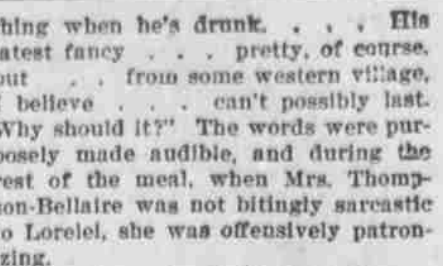 hing when he's drunk. . . . His
atest fancy . . . pretty, of course,
out . . from some western village,
I believe . . . can't possibly last.
Why should it?" The words were pur-
posely made audible, and during the
rest of the meal, when Mrs. Thomp-
son-Bellaire was not bitingly sarcastic
to Lorelei, she was offensively patron-
izing.